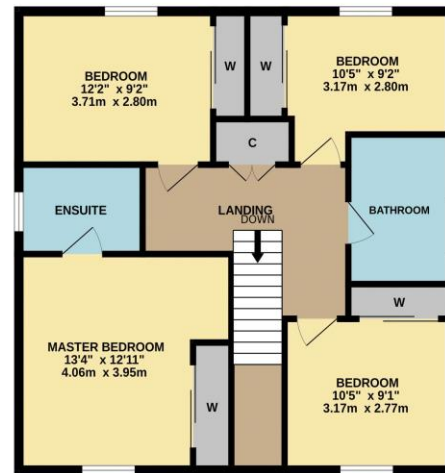 BEDROOM
12'2" x 9'2"
3.71m x 2.80m
W
W
BEDROOM
10'5" x 9'2"
3.17m x 2.80m
C
ENSUITE
LANDING
DOWN
BATHROOM
MASTER BEDROOM
13'4" x 12'11"
4.06m x 3.95m
W
W
BEDROOM
10'5" x 9'1"
3.17m x 2.77m